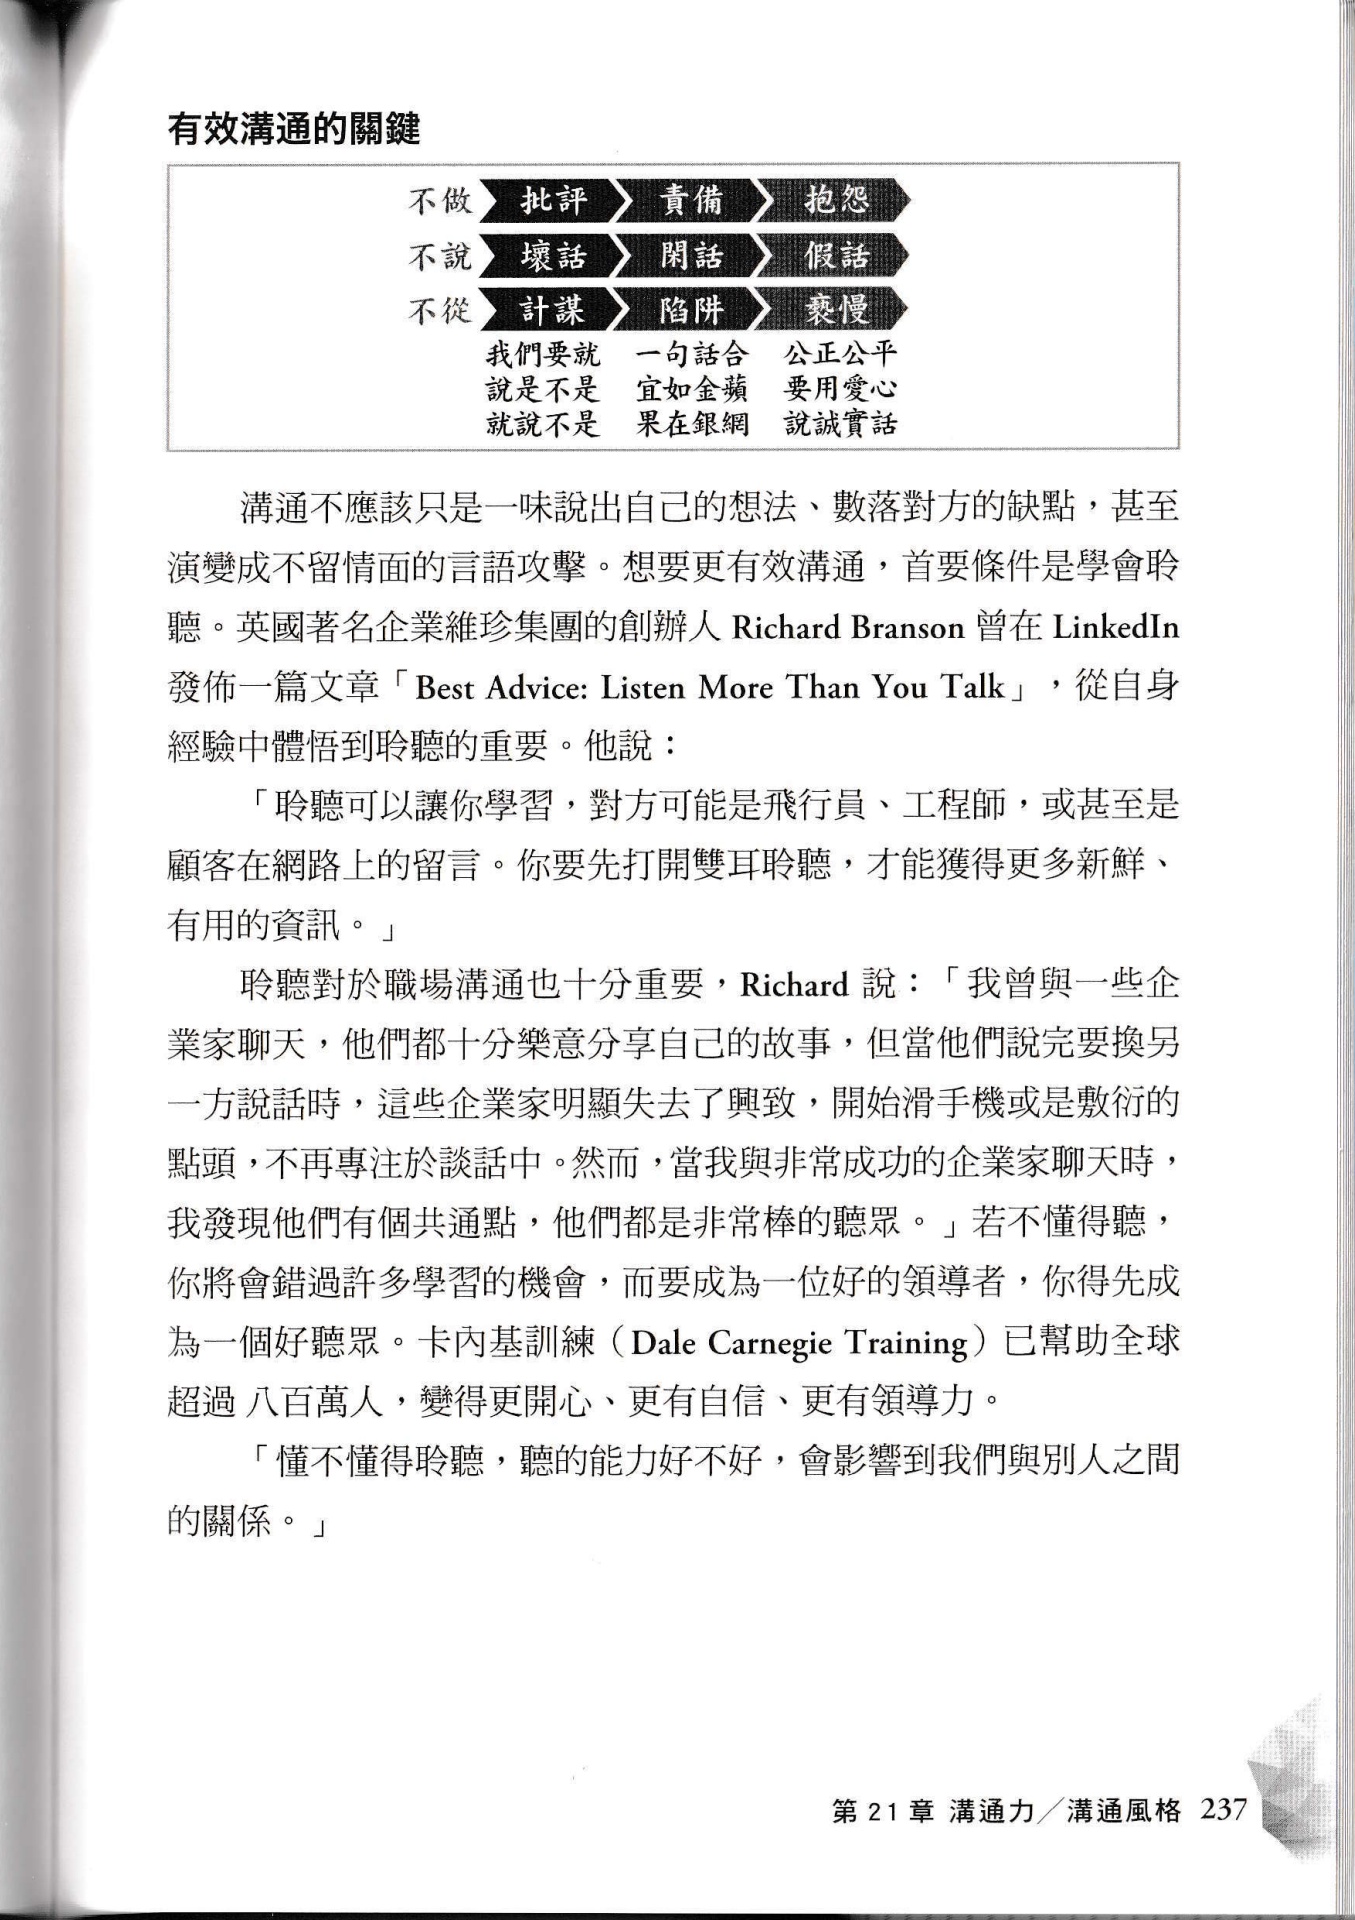 有效溝通的關鍵
不做 批評 責備 抱怨
不說 壞話 閑話 假話
不從 計謀 陷阱 褻慢
我們要就 一句話合 公正公平
說是不是 宜如金蘋 要用愛心
就說不是 果在銀網 說誠實話
溝通不應該只是一味說出自己的想法、數落對方的缺點，甚至
演變成不留情面的言語攻擊。想要更有效溝通，首要條件是學會聆
聽。英國著名企業維珍集團的創辦人 Richard Branson 曾在 LinkedIn
發佈一篇文章「Best Advice: Listen More Than You Talk」，從自身
經驗中體悟到聆聽的重要。他說：
「聆聽可以讓你學習，對方可能是飛行員、工程師，或甚至是
顧客在網路上的留言。你要先打開雙耳聆聽，才能獲得更多新鮮、
有用的資訊。」
聆聽對於職場溝通也十分重要，Richard 說：「我曾與一些企
業家聊天，他們都十分樂意分享自己的故事，但當他們說完要換另
一方說話時，這些企業家明顯失去了興致，開始滑手機或是敷衍的
點頭，不再專注於談話中。然而，當我與非常成功的企業家聊天時，
我發現他們有個共通點，他們都是非常棒的聽眾。」若不懂得聽，
你將會錯過許多學習的機會，而要成為一位好的領導者，你得先成
為一個好聽眾。卡內基訓練（Dale Carnegie Training）已幫助全球
超過 八百萬人，變得更開心、更有自信、更有領導力。
「懂不懂得聆聽，聽的能力好不好，會影響到我們與別人之間
的關係。」
第 21 章 溝通力／溝通風格 237